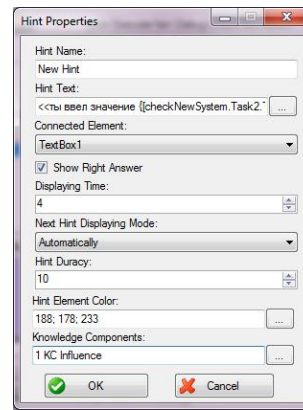 Hint Properties
Hint Name:
New Hint
Hint Text:
<<ты ввел значение {[checkNewSystem.Task2.
...
Connected Element:
TextBox1
Show Right Answer
Displaying Time:
4
Next Hint Displaying Mode:
Automatically
Hint Duracy:
10
Hint Element Color:
188; 178; 233
...
Knowledge Components:
1 KC Influence
...
OK
Cancel